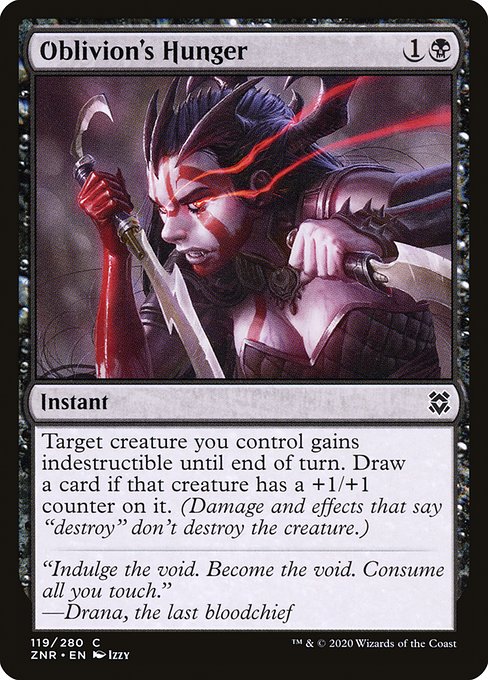 Oblivion's Hunger 1
Instant
Target creature you control gains
indestructible until end of turn. Draw
a card if that creature has a +1/+1
counter on it. (Damage and effects that say
“destroy” don’t destroy the creature.)
“Indulge the void. Become the void. Consume
all you touch.”
—Drana, the last bloodchief
119/280 C
ZNR • EN Izzy
™ & © 2020 Wizards of the Coast